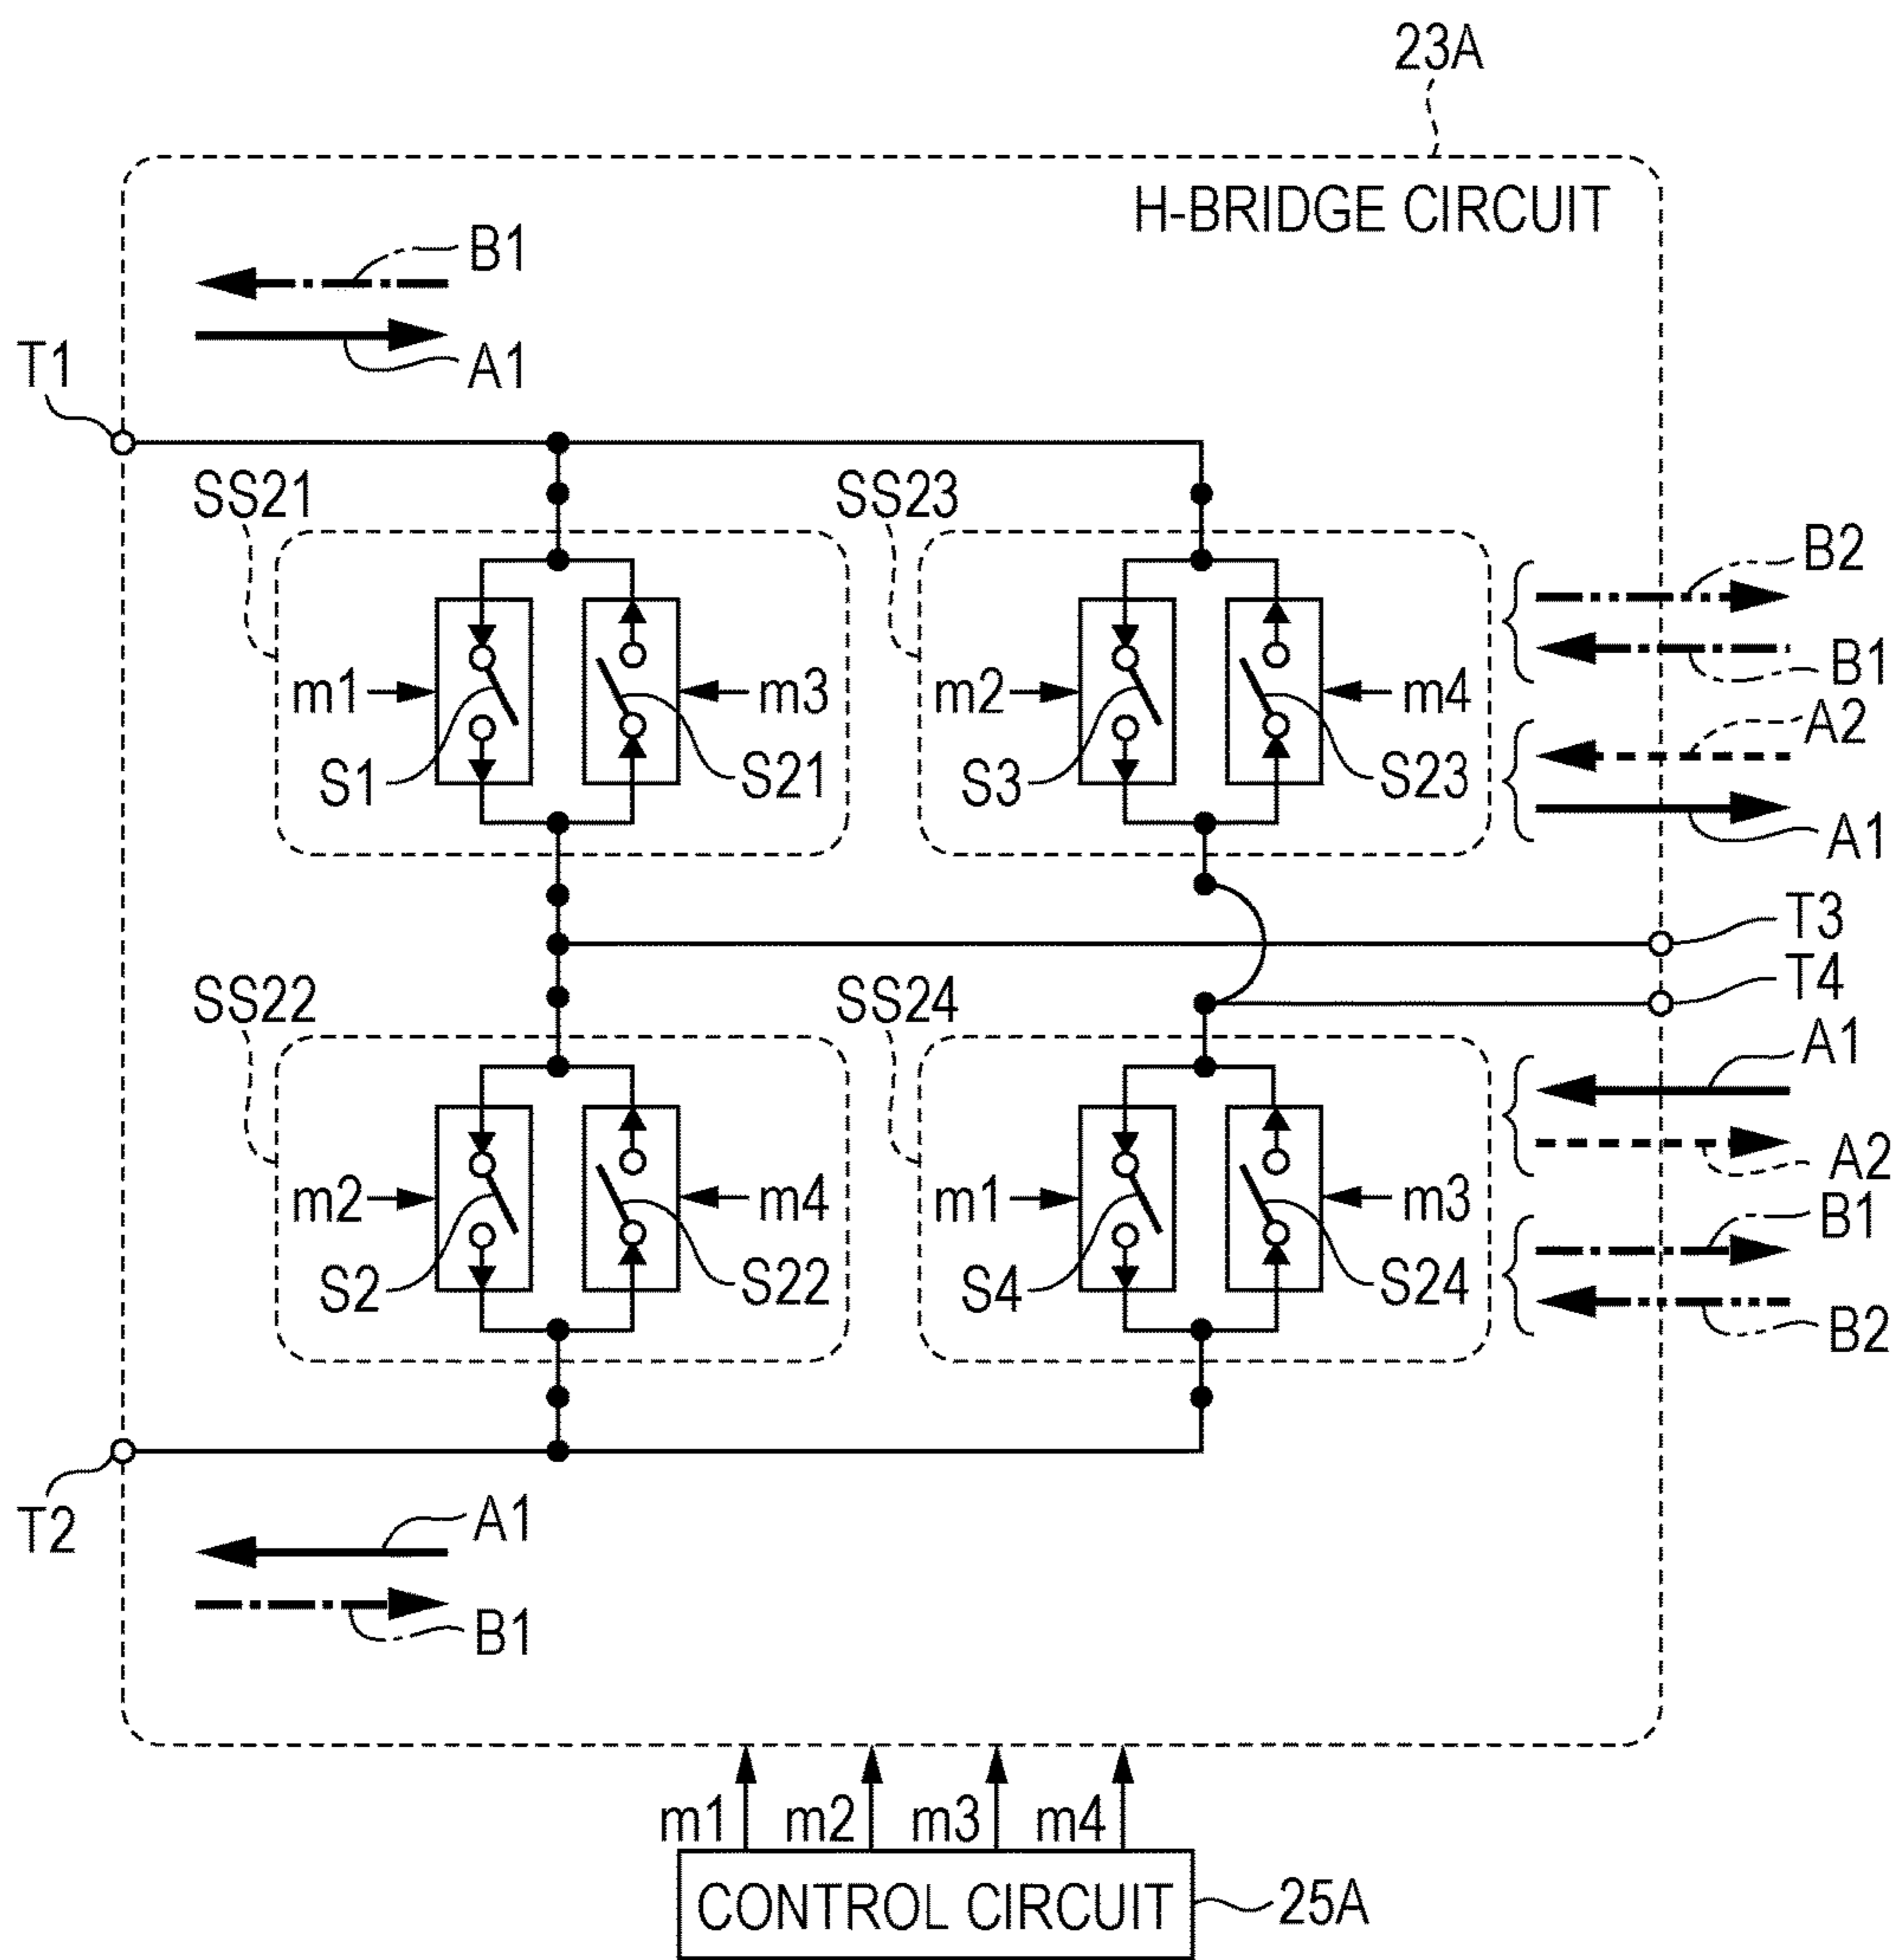 23A
H-BRIDGE CIRCUIT
B1
A1
T1
SS21
SS23
B2
m1
m3
m2
m4
B1
S1
S21
S3
S23
A2
A1
T3
T4
SS22
SS24
A1
m2
m4
m1
m3
A2
S2
S22
S4
S24
B1
B2
T2
A1
B1
m1 m2 m3 m4
CONTROL CIRCUIT
25A